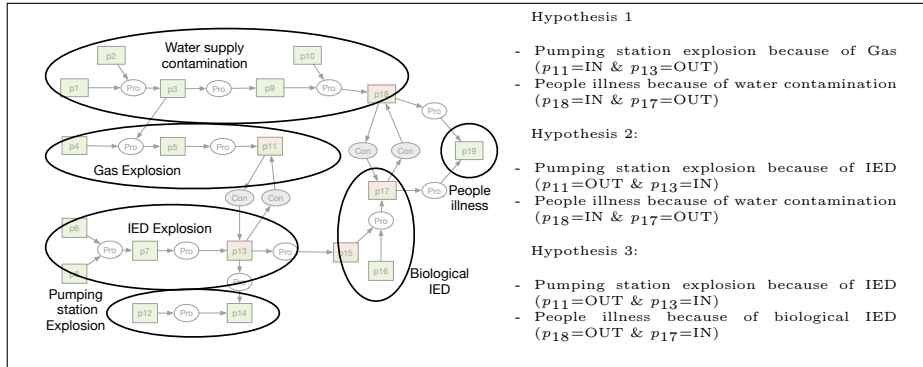 Water supply
contamination
p2
p10
p1
Pro
p3
Pro
p9
Pro
p18
Pro
Pro
p4
Pro
p5
Pro
p11
Gas Explosion
Con
Con
p19
People
illness
p17
Pro
Con
Con
p6
IED Explosion
Pro
p7
Pro
p13
Pro
p15
Pro
p16
Biological
IED
Pro
Pumping
station
Explosion
p12
Pro
p14
Hypothesis 1
- Pumping station explosion because of Gas
(p11=IN & p13=OUT)
- People illness because of water contamination
(p18=IN & p17=OUT)
Hypothesis 2:
- Pumping station explosion because of IED
(p11=OUT & p13=IN)
- People illness because of water contamination
(p18=IN & p17=OUT)
Hypothesis 3:
- Pumping station explosion because of IED
(p11=OUT & p13=IN)
- People illness because of biological IED
(p18=OUT & p17=IN)